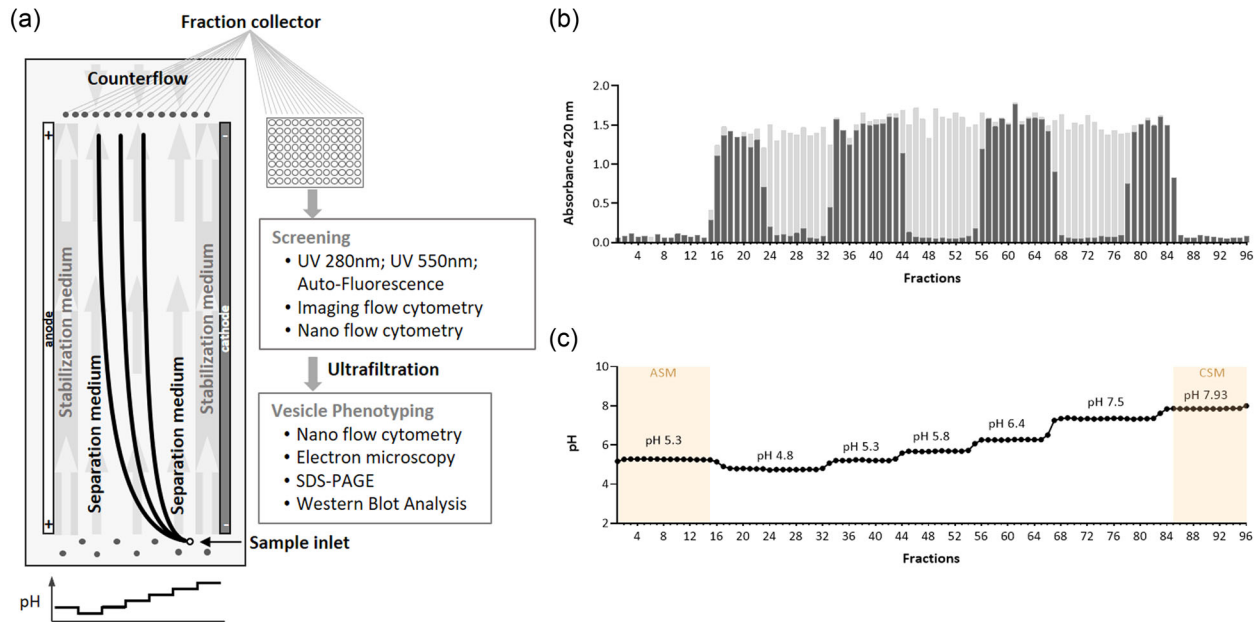 (a)
Fraction collector
Counterflow
+
-
anode
Stabilization medium
Separation medium
Separation medium
Stabilization medium
cathode
+
-
Sample inlet
pH
Screening
• UV 280nm; UV 550nm;
Auto-Fluorescence
• Imaging flow cytometry
• Nano flow cytometry
Ultrafiltration
Vesicle Phenotyping
• Nano flow cytometry
• Electron microscopy
• SDS-PAGE
• Western Blot Analysis
(b)
Absorbance 420 nm
2.0
1.5
1.0
0.5
0.0
4 8 12 16 20 24 28 32 36 40 44 48 52 56 60 64 68 72 76 80 84 88 92 96
Fractions
(c)
pH
10
8
6
4
2
ASM
CSM
pH 5.3
pH 4.8
pH 5.3
pH 5.8
pH 6.4
pH 7.5
pH 7.93
4 8 12 16 20 24 28 32 36 40 44 48 52 56 60 64 68 72 76 80 84 88 92 96
Fractions